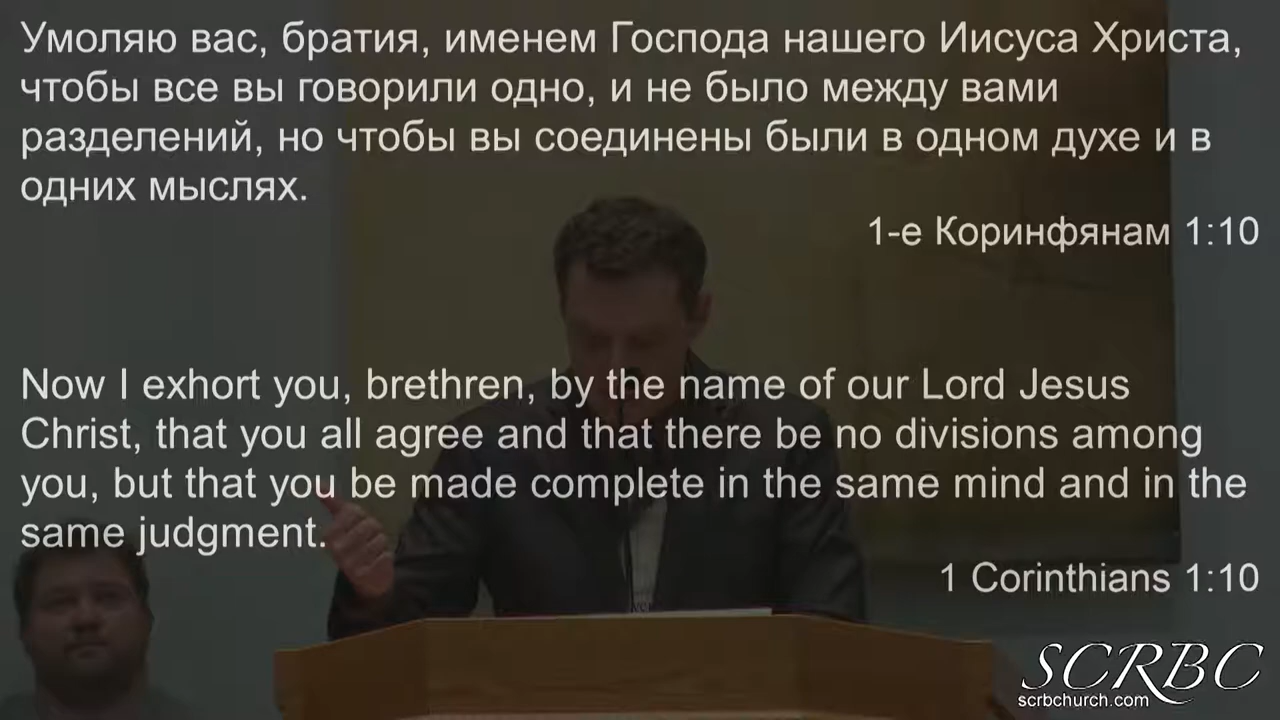 Умоляю вас, братия, именем Господа нашего Иисуса Христа,
чтобы все вы говорили одно, и не было между вами
разделений, но чтобы вы соединены были в одном духе и в
одних мыслях.
1-е Коринфянам 1:10
Now I exhort you, brethren, by the name of our Lord Jesus
Christ, that you all agree and that there be no divisions among
you, but that you be made complete in the same mind and in the
same judgment.
1 Corinthians 1:10
SCRBC
scrbchurch.com